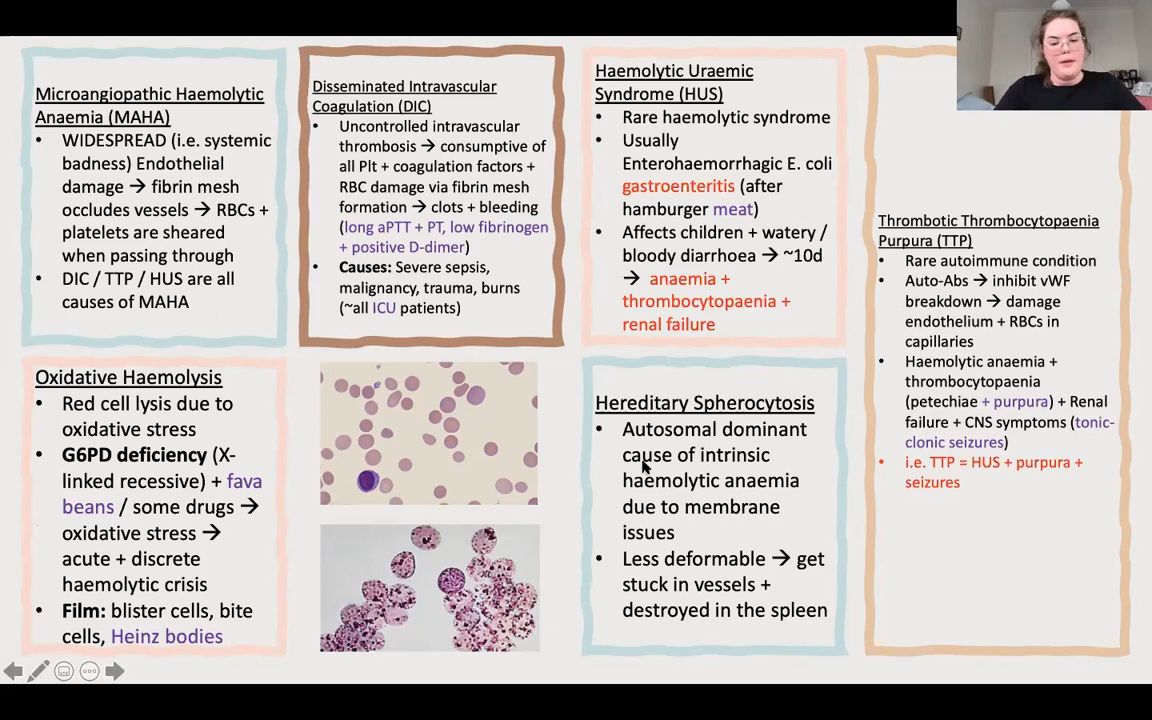 Microangiopathic Haemolytic
Anaemia (MAHA)
• WIDESPREAD (i.e. systemic
badness) Endothelial
damage → fibrin mesh
occludes vessels → RBCs +
platelets are sheared
when passing through
• DIC / TTP / HUS are all
causes of MAHA
Disseminated Intravascular
Coagulation (DIC)
• Uncontrolled intravascular
thrombosis → consumptive of
all Plt + coagulation factors +
RBC damage via fibrin mesh
formation → clots + bleeding
(long aPTT + PT, low fibrinogen
+ positive D-dimer)
• Causes: Severe sepsis,
malignancy, trauma, burns
(~all ICU patients)
Haemolytic Uraemic
Syndrome (HUS)
• Rare haemolytic syndrome
• Usually
Enterohaemorrhagic E. coli
gastroenteritis (after
hamburger meat)
• Affects children + watery /
bloody diarrhoea → ~10d
→ anaemia +
thrombocytopaenia +
renal failure
Thrombotic Thrombocytopaenia
Purpura (TTP)
• Rare autoimmune condition
• Auto-Abs → inhibit vWF
breakdown → damage
endothelium + RBCs in
capillaries
• Haemolytic anaemia +
thrombocytopaenia
(petechiae + purpura) + Renal
failure + CNS symptoms (tonic-
clonic seizures)
• i.e. TTP = HUS + purpura +
seizures
Oxidative Haemolysis
• Red cell lysis due to
oxidative stress
• G6PD deficiency (X-
linked recessive) + fava
beans / some drugs →
oxidative stress →
acute + discrete
haemolytic crisis
• Film: blister cells, bite
cells, Heinz bodies
Hereditary Spherocytosis
• Autosomal dominant
cause of intrinsic
haemolytic anaemia
due to membrane
issues
• Less deformable → get
stuck in vessels +
destroyed in the spleen